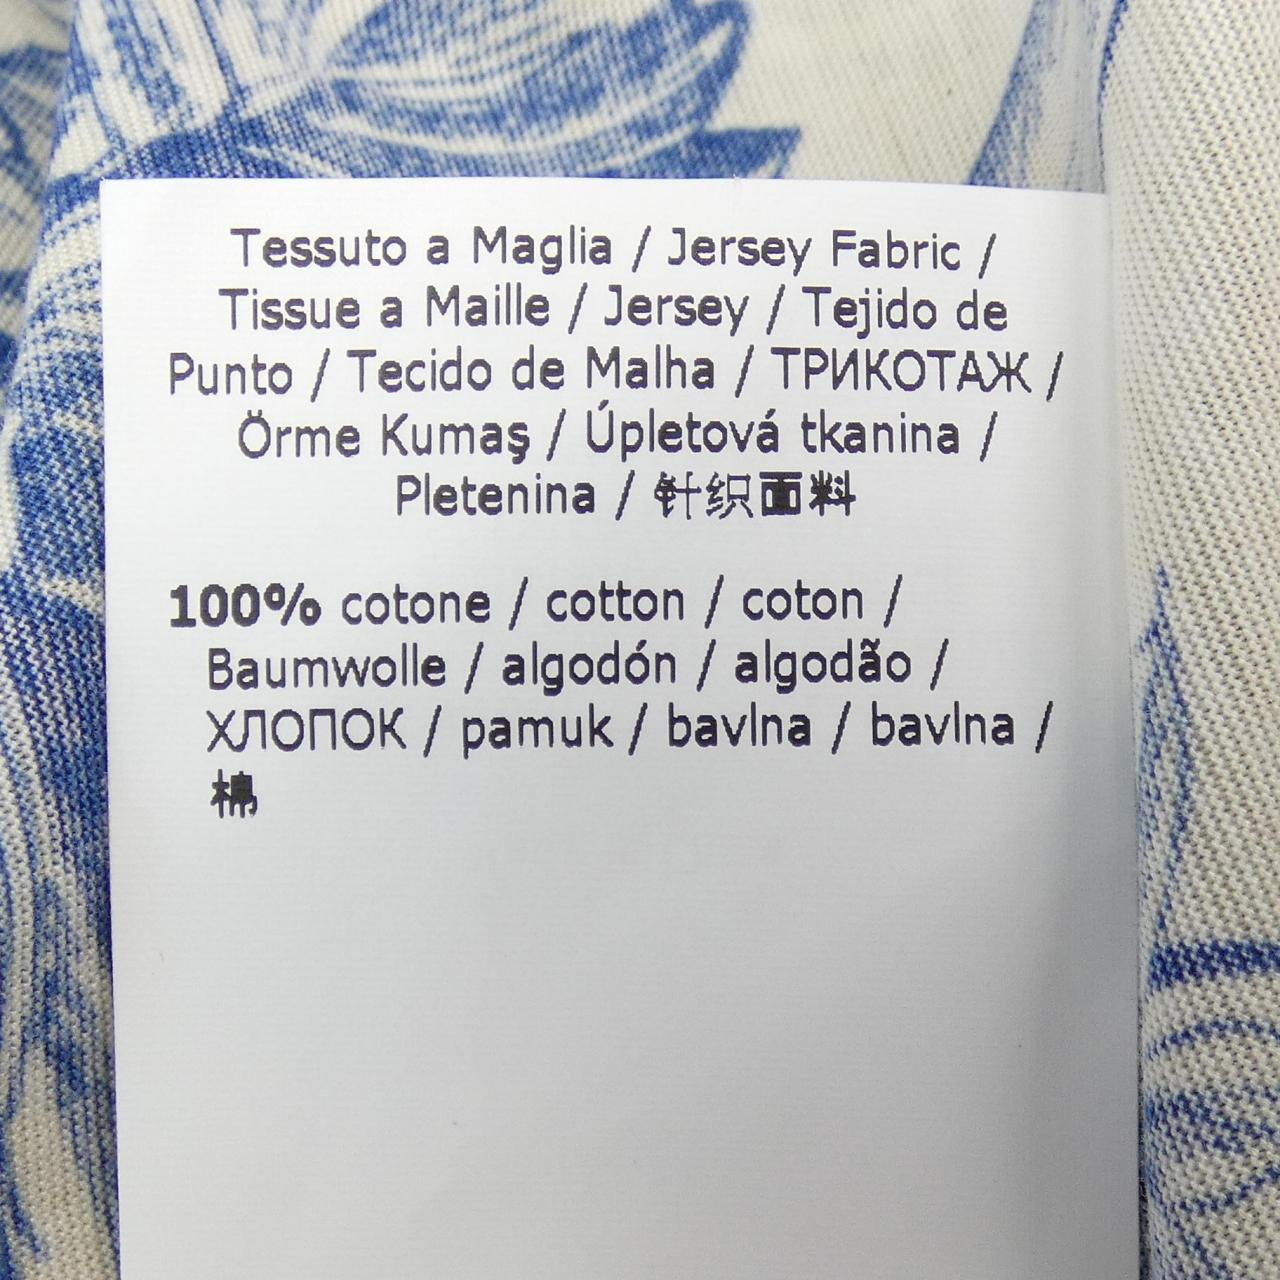 Tessuto a Maglia / Jersey Fabric /
Tissue a Maille / Jersey / Tejido de
Punto / Tecido de Malha / ТРИКОТАЖ /
Örme Kumaş / Úpletová tkanina /
Pletenina / 针织面料
100% cotone / cotton / coton /
Baumwolle / algodón / algodão /
ХЛОПОК / pamuk / bavlna / bavlna /
棉